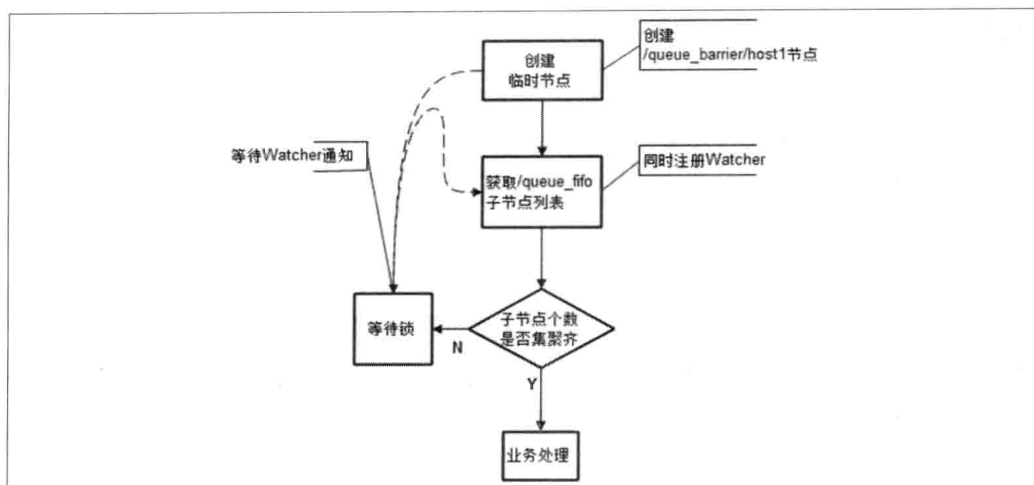 创建
临时节点
创建
/queue_barrier/host1节点
等待Watcher通知
获取/queue_fifo
子节点列表
同时注册Watcher
等待锁
子节点个数
是否集聚齐
N
Y
业务处理